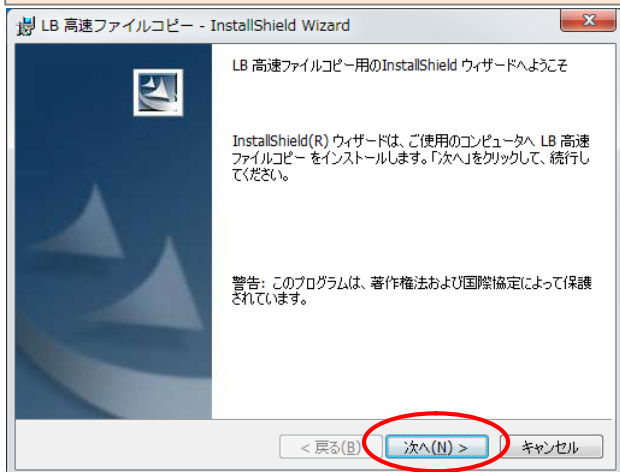 LB 高速ファイルコピー - InstallShield Wizard
LB 高速ファイルコピー用のInstallShield ウィザードへようこそ
InstallShield(R) ウィザードは、ご使用のコンピュータへ LB 高速
ファイルコピー をインストールします。「次へ」をクリックして、続行し
てください。
警告: このプログラムは、著作権法および国際協定によって保護
されています。
< 戻る(B)
次へ(N) >
キャンセル